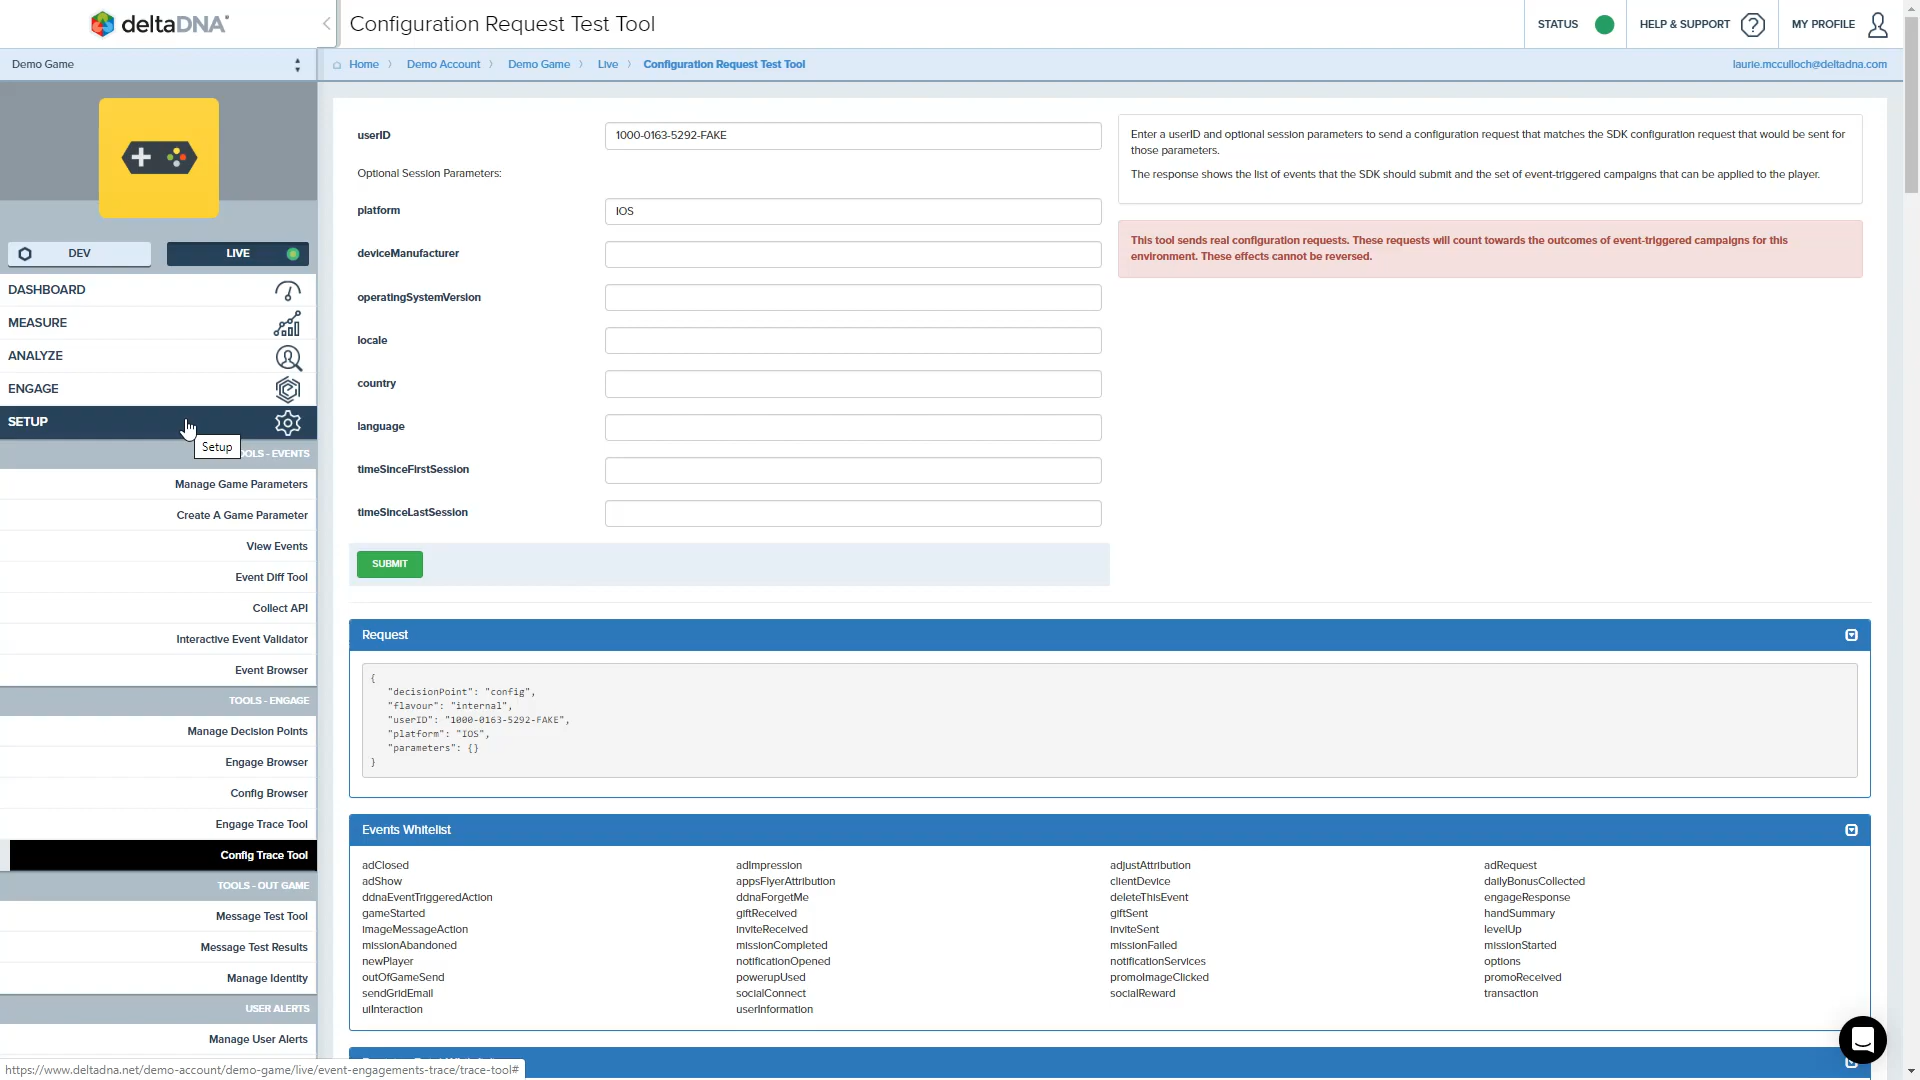 deltaDNA
Configuration Request Test Tool
STATUS
HELP & SUPPORT
MY PROFILE
Demo Game
Home
Demo Account
Demo Game
Live
Configuration Request Test Tool
laurie.mcculloch@deltadna.com
DEV
LIVE
DASHBOARD
MEASURE
ANALYZE
ENGAGE
SETUP
Setup
OOLS - EVENTS
Manage Game Parameters
Create A Game Parameter
View Events
Event Diff Tool
Collect API
Interactive Event Validator
Event Browser
TOOLS - ENGAGE
Manage Decision Points
Engage Browser
Config Browser
Engage Trace Tool
Config Trace Tool
TOOLS - OUT GAME
Message Test Tool
Message Test Results
Manage Identity
USER ALERTS
Manage User Alerts
https://www.deltadna.net/demo-account/demo-game/live/event-engagements-trace/trace-tool#
userID
1000-0163-5292-FAKE
Optional Session Parameters:
platform
IOS
deviceManufacturer
operatingSystemVersion
locale
country
language
timeSinceFirstSession
timeSinceLastSession
SUBMIT
Enter a userID and optional session parameters to send a configuration request that matches the SDK configuration request that would be sent for
those parameters.
The response shows the list of events that the SDK should submit and the set of event-triggered campaigns that can be applied to the player.
This tool sends real configuration requests. These requests will count towards the outcomes of event-triggered campaigns for this
environment. These effects cannot be reversed.
Request
{
"decisionPoint": "config",
"flavour": "internal",
"userID": "1000-0163-5292-FAKE",
"platform": "IOS",
"parameters": {}
}
Events Whitelist
adClosed adImpression adjustAttribution adRequest
adShow appsFlyerAttribution clientDevice dailyBonusCollected
ddnaEventTriggeredAction ddnaForgetMe deleteThisEvent engageResponse
gameStarted giftReceived giftSent handSummary
imageMessageAction inviteReceived inviteSent levelUp
missionAbandoned missionCompleted missionFailed missionStarted
newPlayer notificationOpened notificationServices options
outOfGameSend powerupUsed promoImageClicked promoReceived
sendGridEmail socialConnect socialReward transaction
uiInteraction userInformation